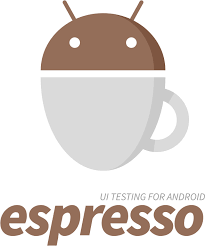 UI TESTING FOR ANDROID
espresso